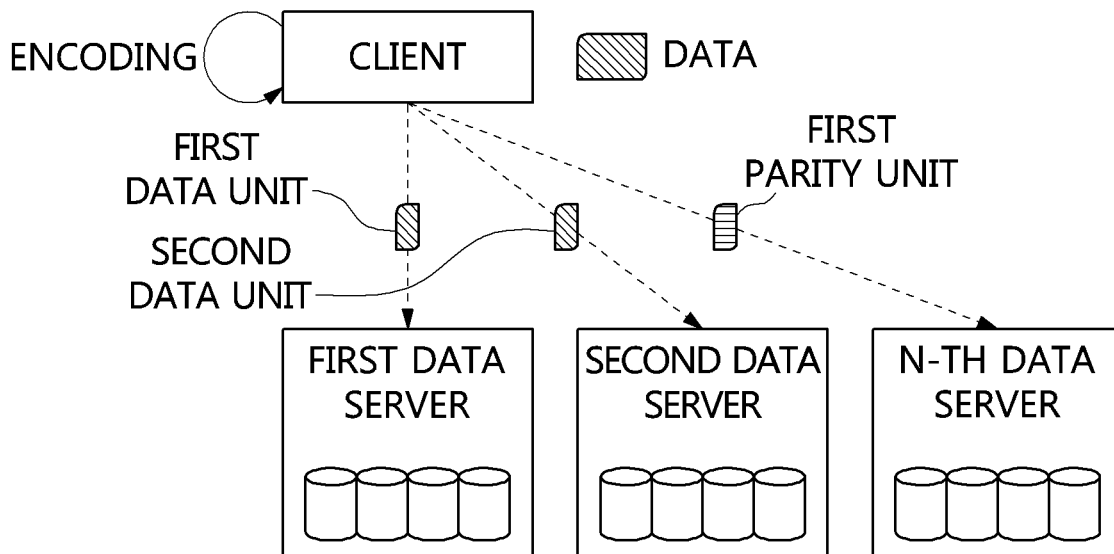 ENCODING
CLIENT
DATA
FIRST
DATA UNIT
FIRST
PARITY UNIT
SECOND
DATA UNIT
FIRST DATA
SERVER
SECOND DATA
SERVER
N-TH DATA
SERVER